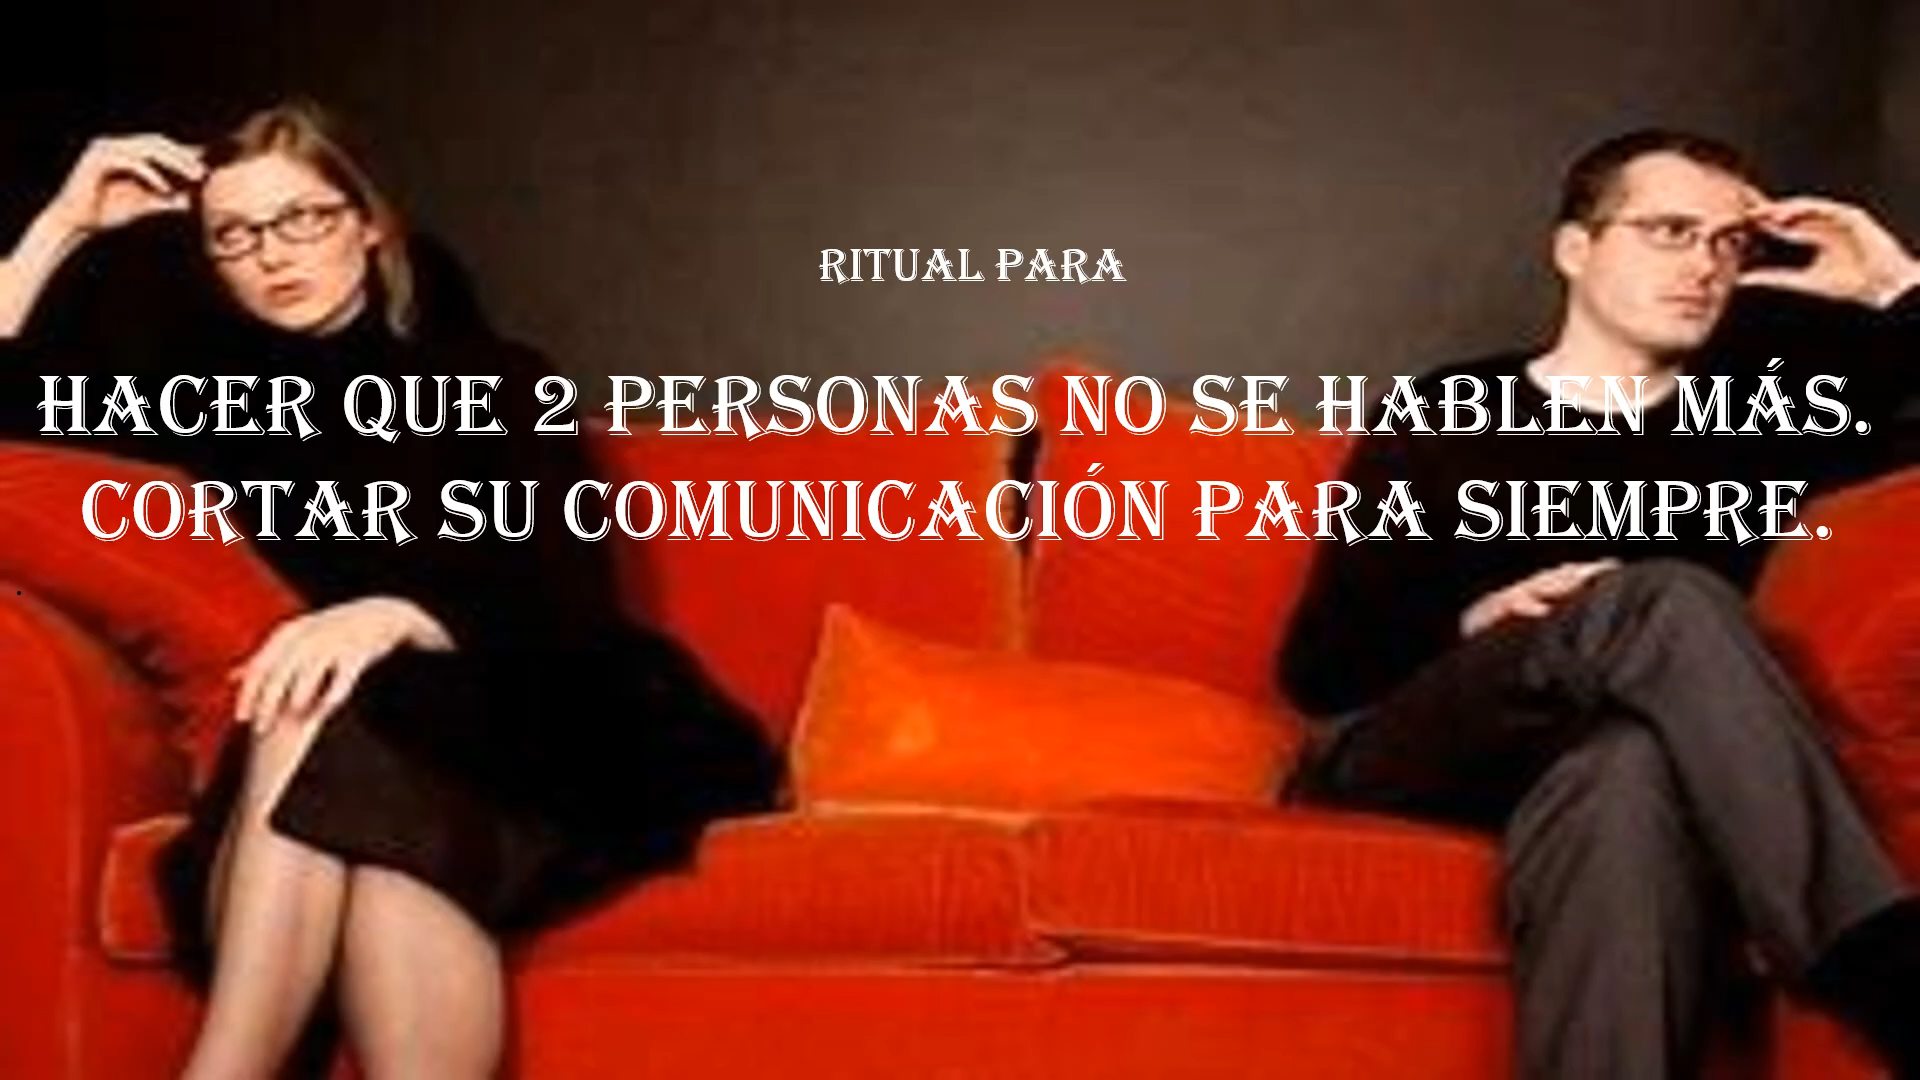 RITUAL PARA
HACER QUE 2 PERSONAS NO SE HABLEN MÁS.
CORTAR SU COMUNICACIÓN PARA SIEMPRE.
.